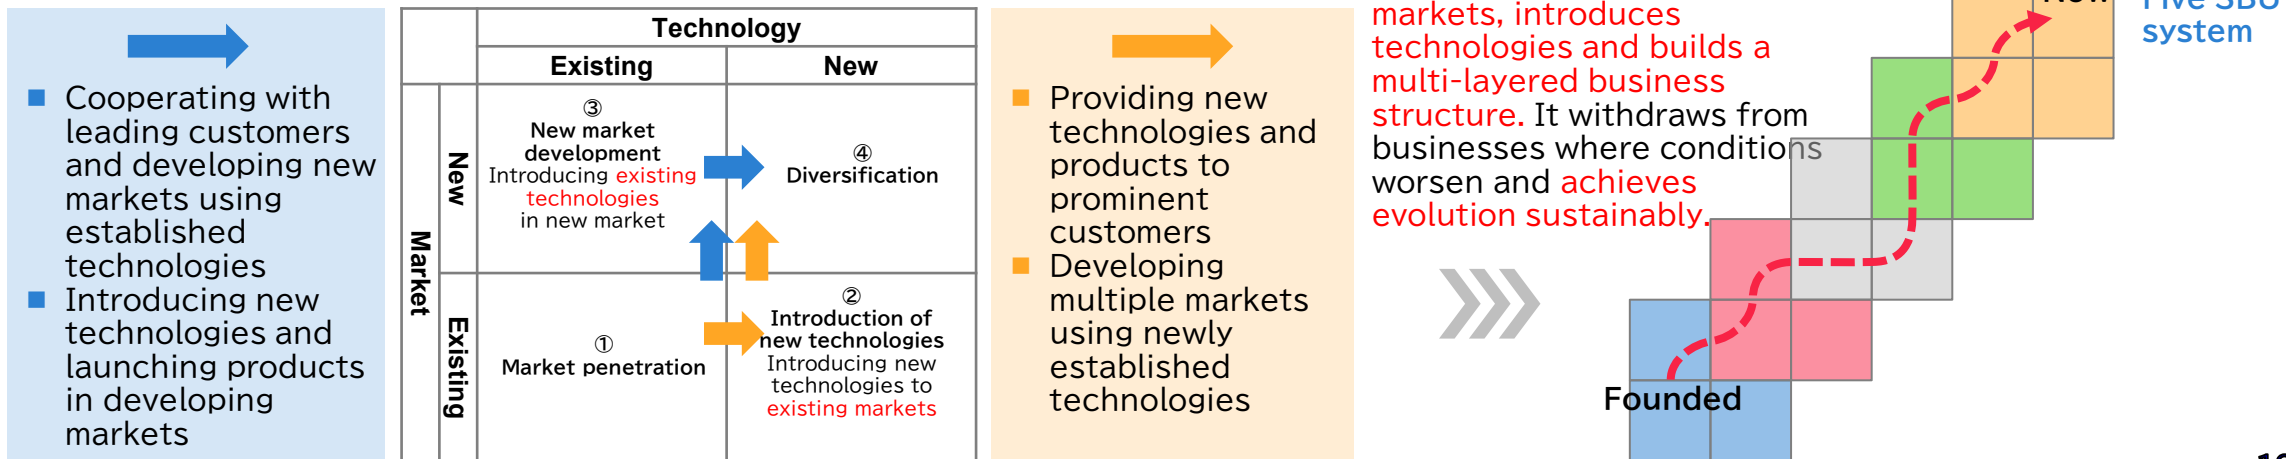 Cooperating with
leading customers
and developing new
markets using
established
technologies
Introducing new
technologies and
launching products
in developing
markets
Technology
Existing
New
Market
New
③
New market
development
Introducing existing
technologies
in new market
④
Diversification
Existing
①
Market penetration
②
Introduction of
new technologies
Introducing new
technologies to
existing markets
Providing new
technologies and
products to
prominent
customers
Developing
multiple markets
using newly
established
technologies
markets, introduces
technologies and builds a
multi-layered business
structure. It withdraws from
businesses where conditions
worsen and achieves
evolution sustainably.
Founded
Now
Five SBU
system